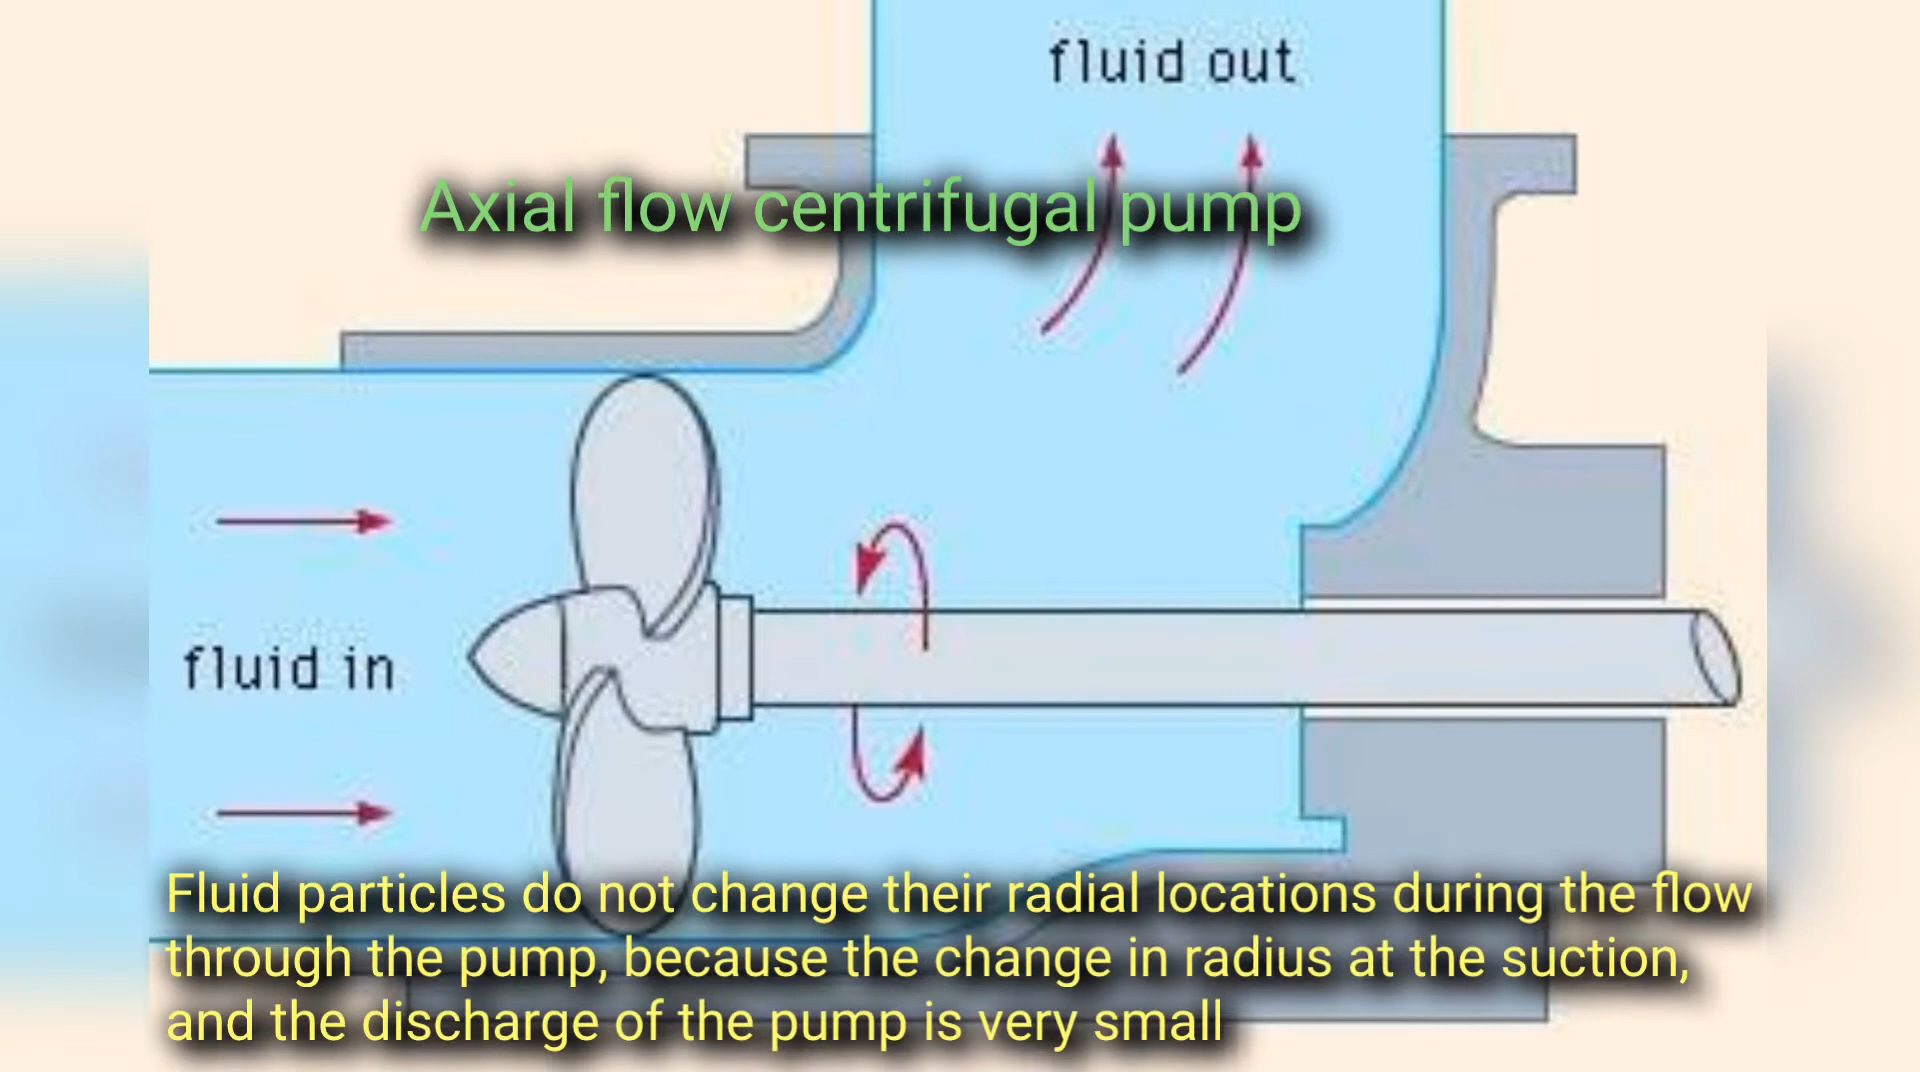 fluid out
Axial flow centrifugal pump
fluid in
Fluid particles do not change their radial locations during the flow
through the pump, because the change in radius at the suction,
and the discharge of the pump is very small